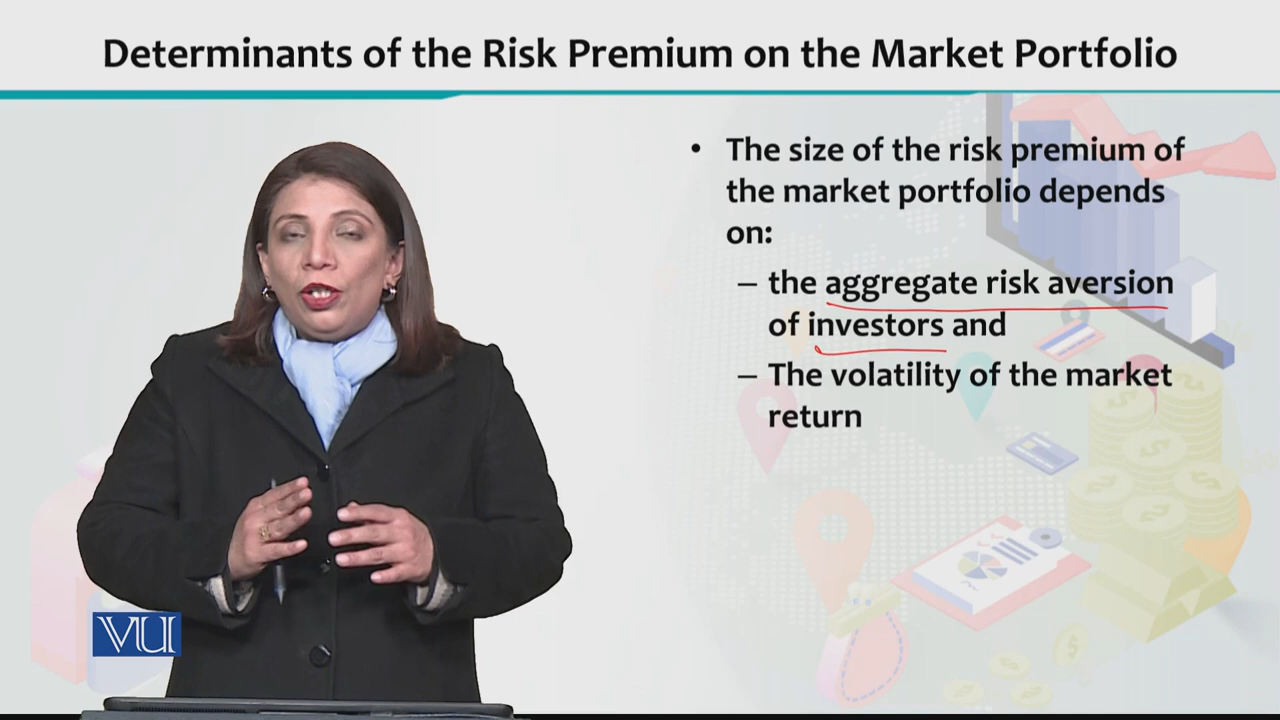 Determinants of the Risk Premium on the Market Portfolio
• The size of the risk premium of
the market portfolio depends
on:
– the aggregate risk aversion
of investors and
– The volatility of the market
return
VU